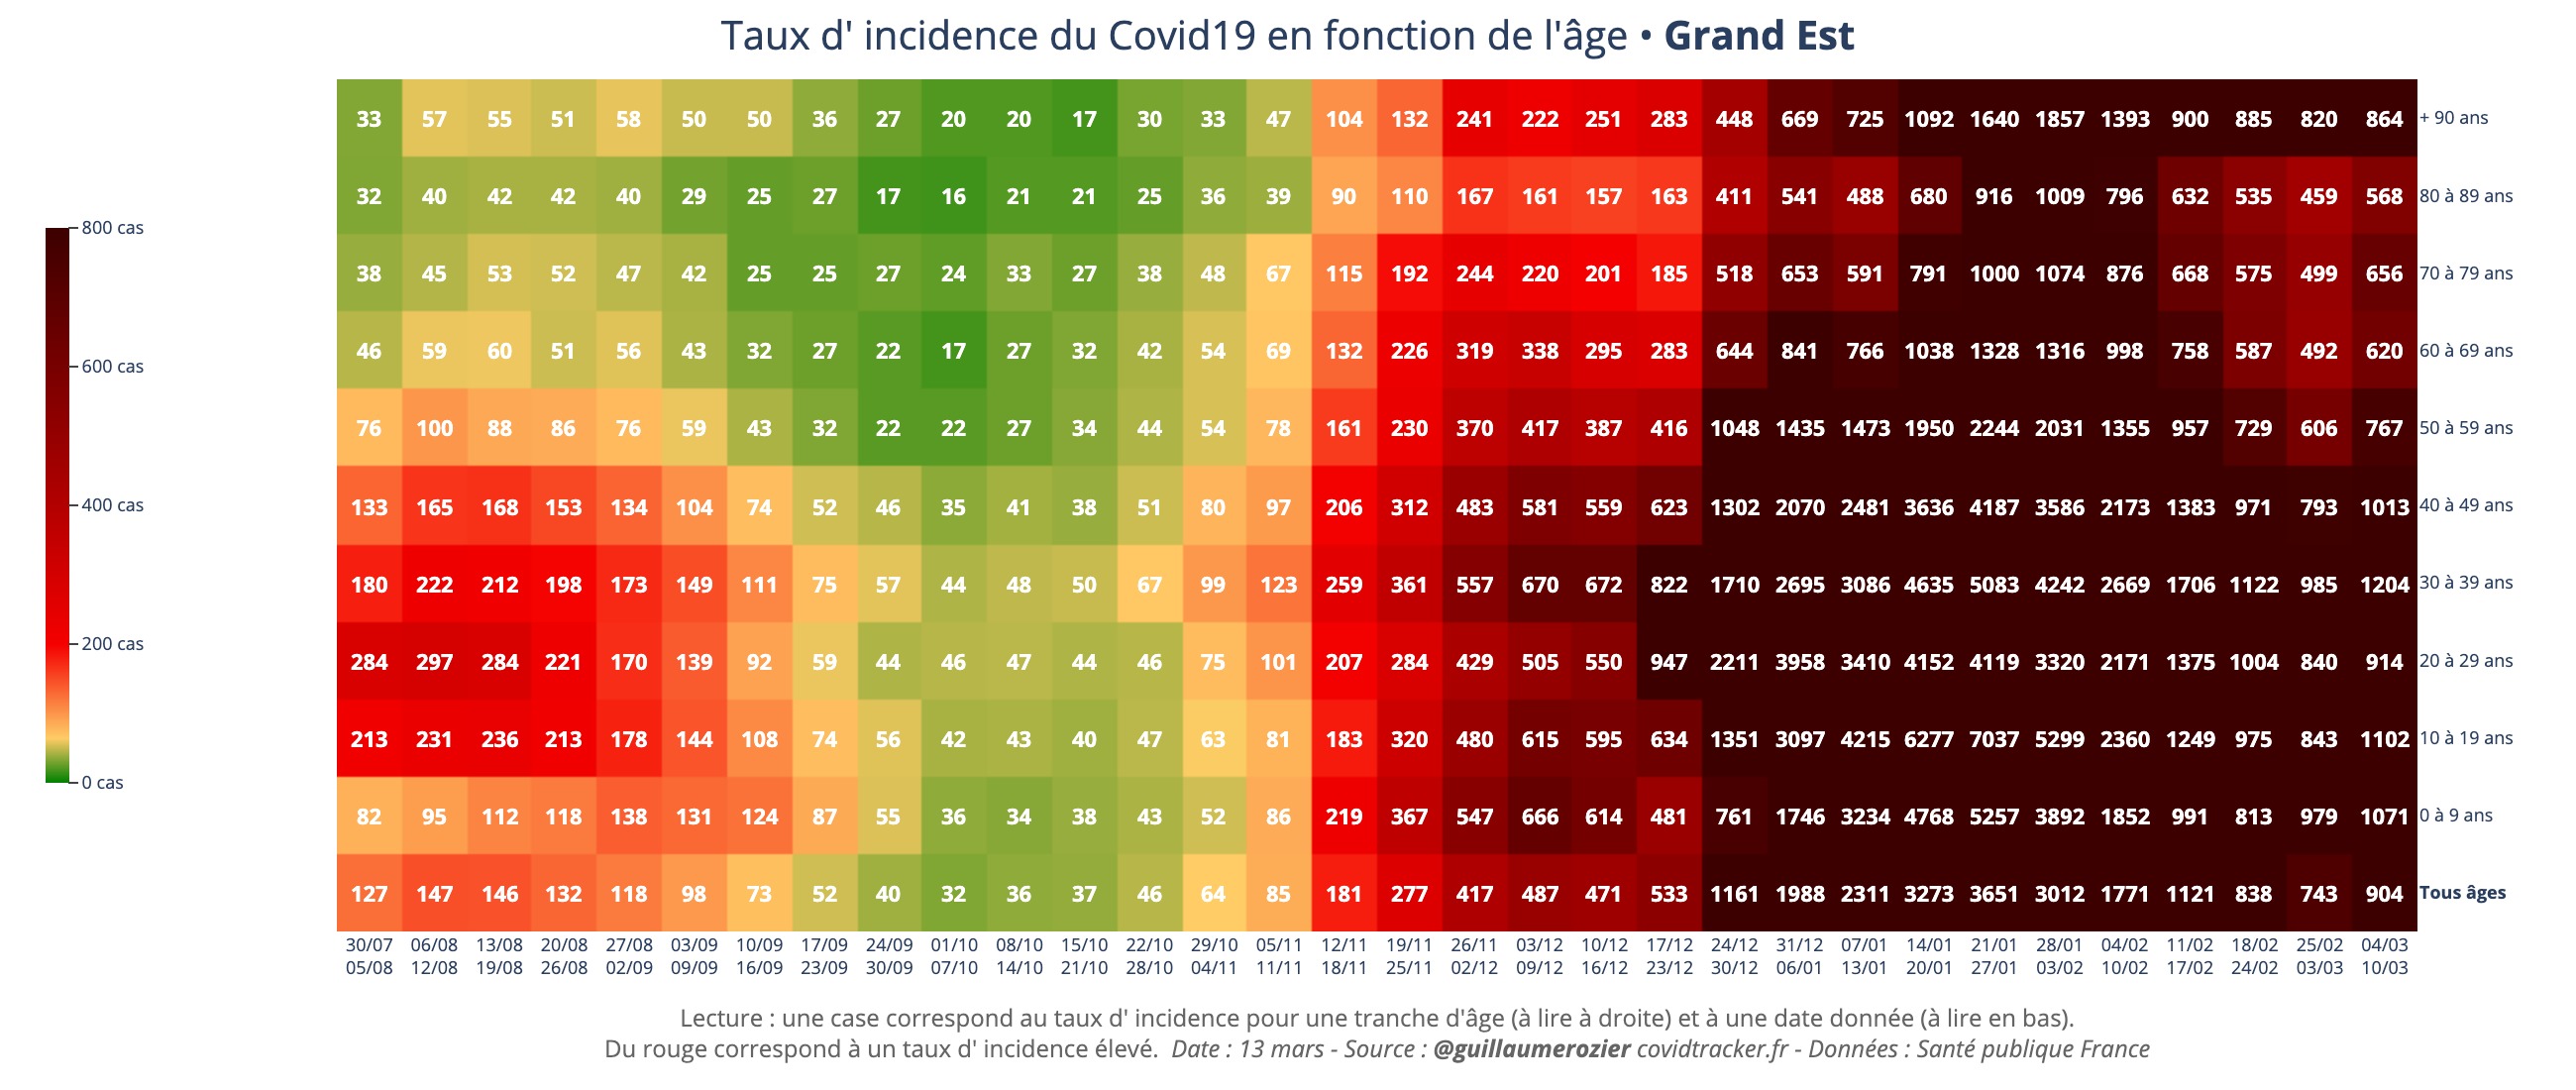 Taux d' incidence du Covid19 en fonction de l'âge • Grand Est
33 57 55 51 58 50 50 36 27 20 20 17 30 33 47 104 132 241 222 251 283 448 669 725 1092 1640 1857 1393 900 885 820 864 + 90 ans
32 40 42 42 40 29 25 27 17 16 21 21 25 36 39 90 110 167 161 157 163 411 541 488 680 916 1009 796 632 535 459 568 80 à 89 ans
800 cas
38 45 53 52 47 42 25 25 27 24 33 27 38 48 67 115 192 244 220 201 185 518 653 591 791 1000 1074 876 668 575 499 656 70 à 79 ans
46 59 60 51 56 43 32 27 22 17 27 32 42 54 69 132 226 319 338 295 283 644 841 766 1038 1328 1316 998 758 587 492 620 60 à 69 ans
600 cas
76 100 88 86 76 59 43 32 22 22 27 34 44 54 78 161 230 370 417 387 416 1048 1435 1473 1950 2244 2031 1355 957 729 606 767 50 à 59 ans
400 cas
133 165 168 153 134 104 74 52 46 35 41 38 51 80 97 206 312 483 581 559 623 1302 2070 2481 3636 4187 3586 2173 1383 971 793 1013 40 à 49 ans
180 222 212 198 173 149 111 75 57 44 48 50 67 99 123 259 361 557 670 672 822 1710 2695 3086 4635 5083 4242 2669 1706 1122 985 1204 30 à 39 ans
200 cas
284 297 284 221 170 139 92 59 44 46 47 44 46 75 101 207 284 429 505 550 947 2211 3958 3410 4152 4119 3320 2171 1375 1004 840 914 20 à 29 ans
213 231 236 213 178 144 108 74 56 42 43 40 47 63 81 183 320 480 615 595 634 1351 3097 4215 6277 7037 5299 2360 1249 975 843 1102 10 à 19 ans
0 cas
82 95 112 118 138 131 124 87 55 36 34 38 43 52 86 219 367 547 666 614 481 761 1746 3234 4768 5257 3892 1852 991 813 979 1071 0 à 9 ans
127 147 146 132 118 98 73 52 40 32 36 37 46 64 85 181 277 417 487 471 533 1161 1988 2311 3273 3651 3012 1771 1121 838 743 904 Tous âges
30/07 06/08 13/08 20/08 27/08 03/09 10/09 17/09 24/09 01/10 08/10 15/10 22/10 29/10 05/11 12/11 19/11 26/11 03/12 10/12 17/12 24/12 31/12 07/01 14/01 21/01 28/01 04/02 11/02 18/02 25/02 04/03
05/08 12/08 19/08 26/08 02/09 09/09 16/09 23/09 30/09 07/10 14/10 21/10 28/10 04/11 11/11 18/11 25/11 02/12 09/12 16/12 23/12 30/12 06/01 13/01 20/01 27/01 03/02 10/02 17/02 24/02 03/03 10/03
Lecture : une case correspond au taux d' incidence pour une tranche d'âge (à lire à droite) et à une date donnée (à lire en bas).
Du rouge correspond à un taux d' incidence élevé. Date : 13 mars - Source : @guillaumerozier covidtracker.fr - Données : Santé publique France